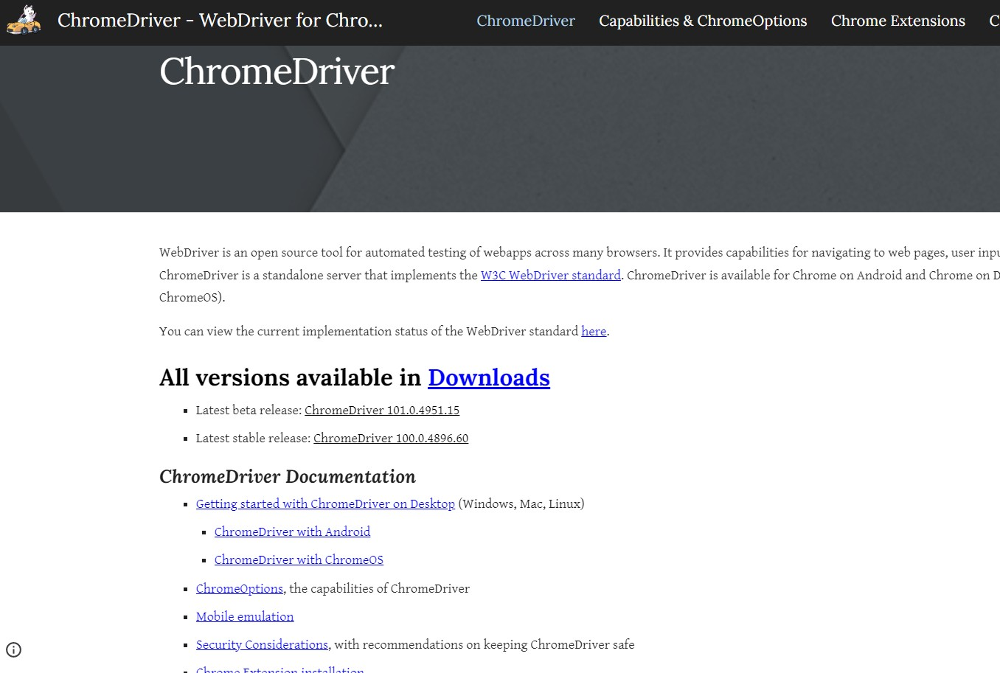 ChromeDriver - WebDriver for Chro...
ChromeDriver
Capabilities & ChromeOptions
Chrome Extensions
C
ChromeDriver
WebDriver is an open source tool for automated testing of webapps across many browsers. It provides capabilities for navigating to web pages, user inpu
ChromeDriver is a standalone server that implements the W3C WebDriver standard. ChromeDriver is available for Chrome on Android and Chrome on D
ChromeOS).
You can view the current implementation status of the WebDriver standard here.
All versions available in Downloads
Latest beta release: ChromeDriver 101.0.4951.15
Latest stable release: ChromeDriver 100.0.4896.60
ChromeDriver Documentation
Getting started with ChromeDriver on Desktop (Windows, Mac, Linux)
ChromeDriver with Android
ChromeDriver with ChromeOS
ChromeOptions, the capabilities of ChromeDriver
Mobile emulation
Security Considerations, with recommendations on keeping ChromeDriver safe
Chrome Extension installation